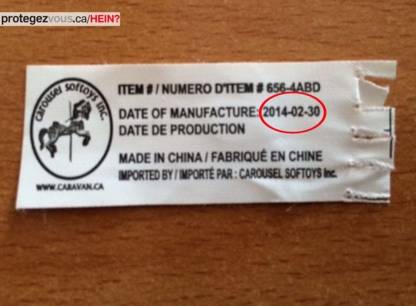 protegezvous.ca/HEIN?
carousel softoys inc.
WWW.CARAVAN.CA
ITEM # / NUMERO D'ITEM # 656-4ABD
DATE OF MANUFACTURE: 2014-02-30
DATE DE PRODUCTION
MADE IN CHINA / FABRIQUÉ EN CHINE
IMPORTED BY / IMPORTÉ PAR : CAROUSEL SOFTOYS Inc.